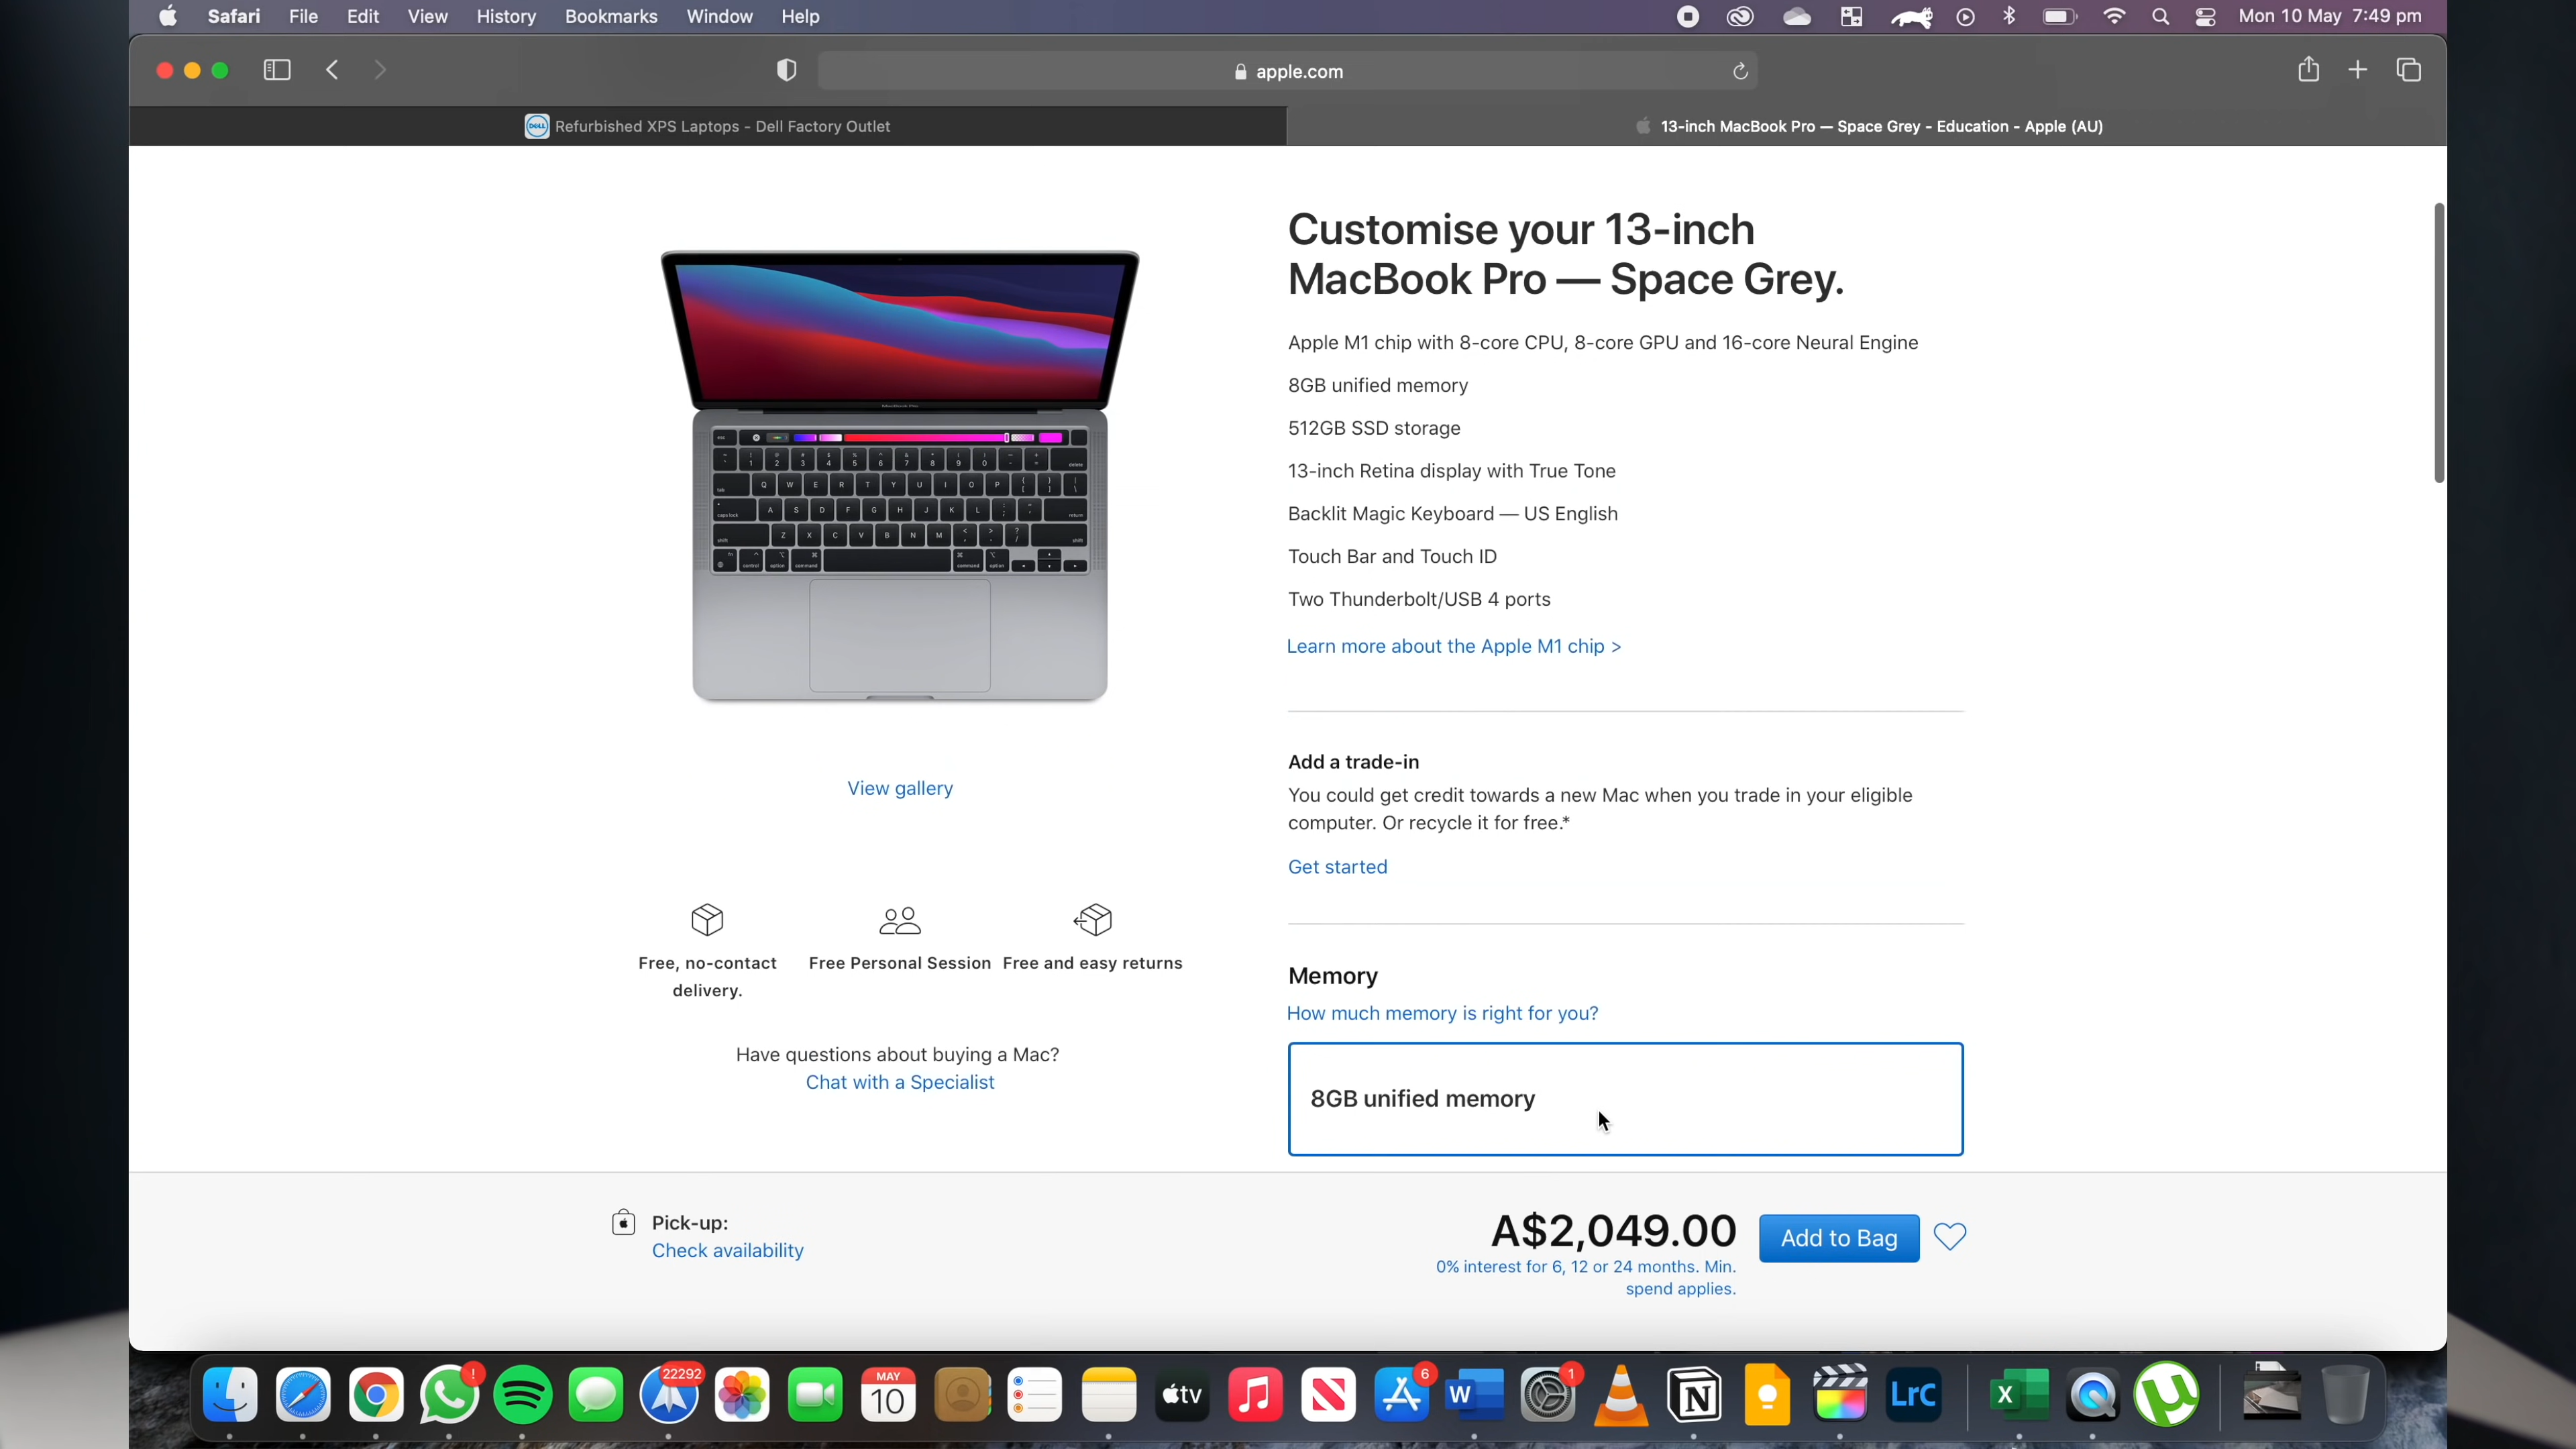 Safari File Edit View History Bookmarks Window Help
Mon 10 May 7:49 pm
apple.com
DELL Refurbished XPS Laptops - Dell Factory Outlet
13-inch MacBook Pro — Space Grey - Education - Apple (AU)
Customise your 13-inch
MacBook Pro — Space Grey.
Apple M1 chip with 8-core CPU, 8-core GPU and 16-core Neural Engine
8GB unified memory
512GB SSD storage
13-inch Retina display with True Tone
Backlit Magic Keyboard — US English
Touch Bar and Touch ID
Two Thunderbolt/USB 4 ports
Learn more about the Apple M1 chip >
Add a trade-in
You could get credit towards a new Mac when you trade in your eligible
computer. Or recycle it for free.*
Get started
View gallery
Free, no-contact
delivery.
Free Personal Session
Free and easy returns
Have questions about buying a Mac?
Chat with a Specialist
Memory
How much memory is right for you?
8GB unified memory
Pick-up:
Check availability
A$2,049.00
0% interest for 6, 12 or 24 months. Min.
spend applies.
Add to Bag
! 22292 MAY 10 tv 6 W 1 N LrC X